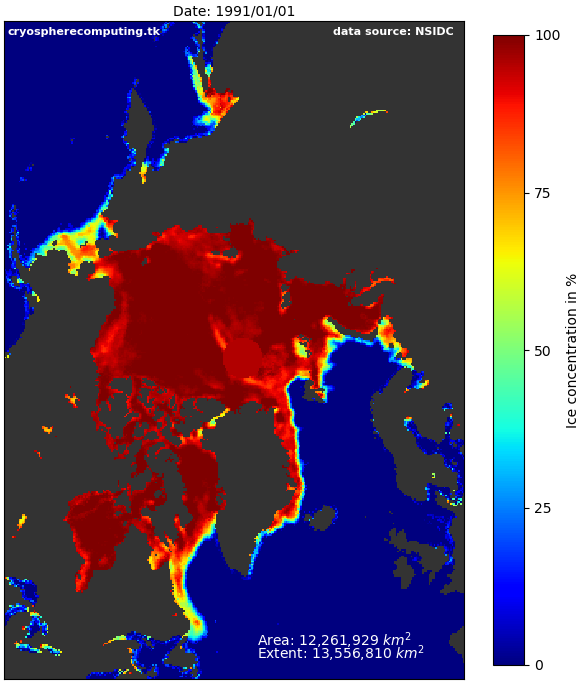 Date: 1991/01/01
cryospherecomputing.tk
data source: NSIDC
100
75
50
25
0
Ice concentration in %
Area: 12,261,929 km²
Extent: 13,556,810 km²